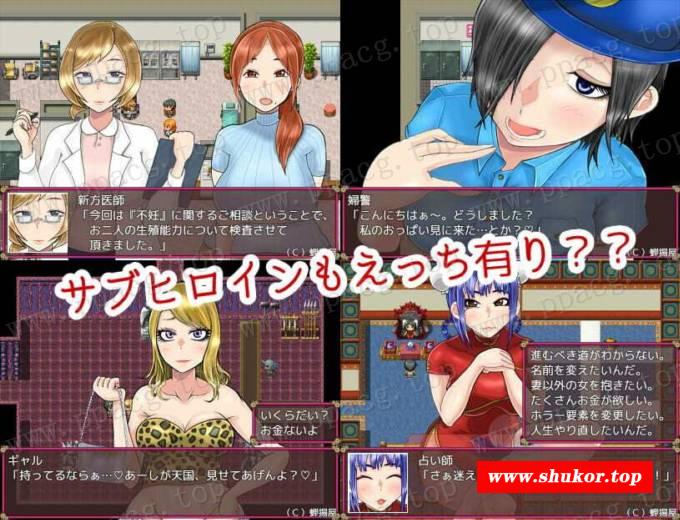 新方医師
「今回は『不妊』に関するご相談ということで、
お二人の生殖能力について検査させて
頂きました。」
(C) 蝉揚屋
婦警
「こんにちはぁ～。どうしました?
私のおっぱい見に来た…とか?♡」
(C) 蝉揚屋
サブヒロインもえっち有り??
いくらだい?
お金ないよ
ギャル
「持ってるならぁ…♡あーしが天国、見せてあげんよ?♡」
(C) 蝉揚屋
進むべき道がわからない。
名前を変えたいんだ。
妻以外の女を抱きたい。
たくさんお金が欲しい。
ホラー要素を変更したい。
人生やり直したいんだ。
占い師
「さぁ迷え
！」
www.shukor.top
(C) 蝉揚屋
www.ppacg.top